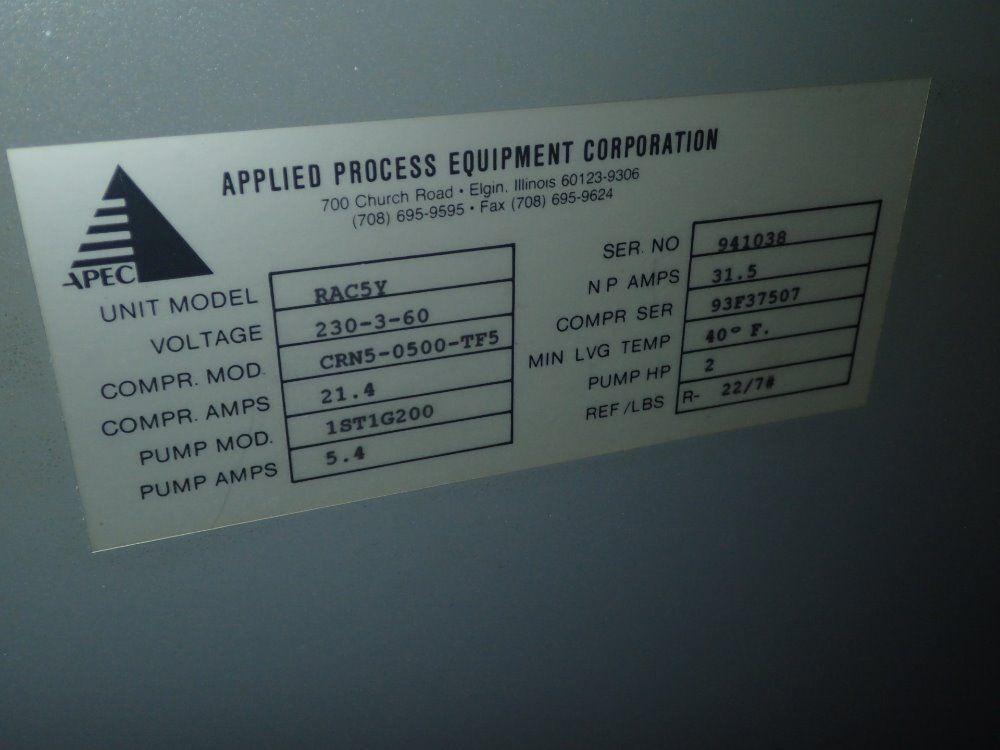 APPLIED PROCESS EQUIPMENT CORPORATION
700 Church Road • Elgin, Illinois 60123-9306
(708) 695-9595 • Fax (708) 695-9624
APEC
UNIT MODEL RAC5Y
VOLTAGE 230-3-60
COMPR. MOD. CRN5-0500-TF5
COMPR. AMPS 21.4
PUMP MOD. 1ST1G200
PUMP AMPS 5.4
SER. NO 941038
N P AMPS 31.5
COMPR SER 93F37507
MIN LVG TEMP 40° F.
PUMP HP 2
REF/LBS R- 22/7#